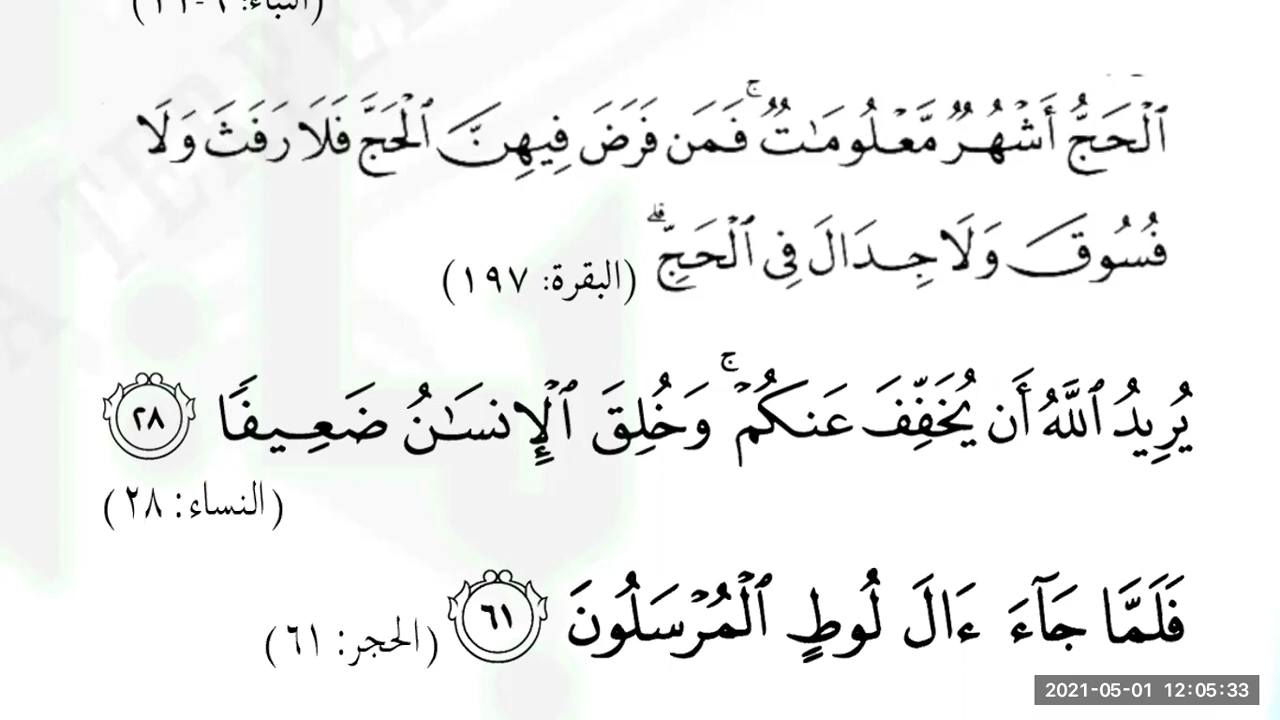 ٱلْحَجُّ أَشْهُرٌ مَّعْلُومَٰتٌ ۚ فَمَن فَرَضَ فِيهِنَّ ٱلْحَجَّ فَلَا رَفَثَ وَلَا
فُسُوقَ وَلَا جِدَالَ فِى ٱلْحَجِّ ۗ (البقرة: ١٩٧)
يُرِيدُ ٱللَّهُ أَن يُخَفِّفَ عَنكُمْ ۚ وَخُلِقَ ٱلْإِنسَٰنُ ضَعِيفًا ٢٨
(النساء: ٢٨)
فَلَمَّا جَآءَ ءَالَ لُوطٍ ٱلْمُرْسَلُونَ ٦١ (الحجر: ٦١)
2021-05-01 12:05:33